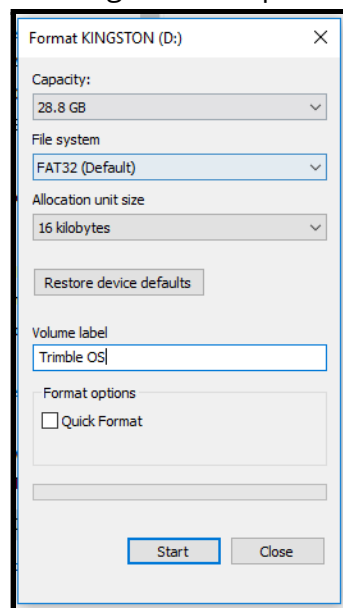 Format KINGSTON (D:)
Capacity:
28.8 GB
File system
FAT32 (Default)
Allocation unit size
16 kilobytes
Restore device defaults
Volume label
Trimble OS
Format options
Quick Format
Start Close